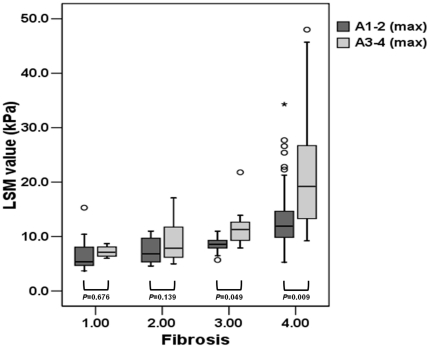 50.0
40.0
30.0
20.0
10.0
0.0
LSM value (kPa)
A1-2 (max)
A3-4 (max)
*
P=0.676
P=0.139
P=0.049
P=0.009
1.00 2.00 3.00 4.00
Fibrosis